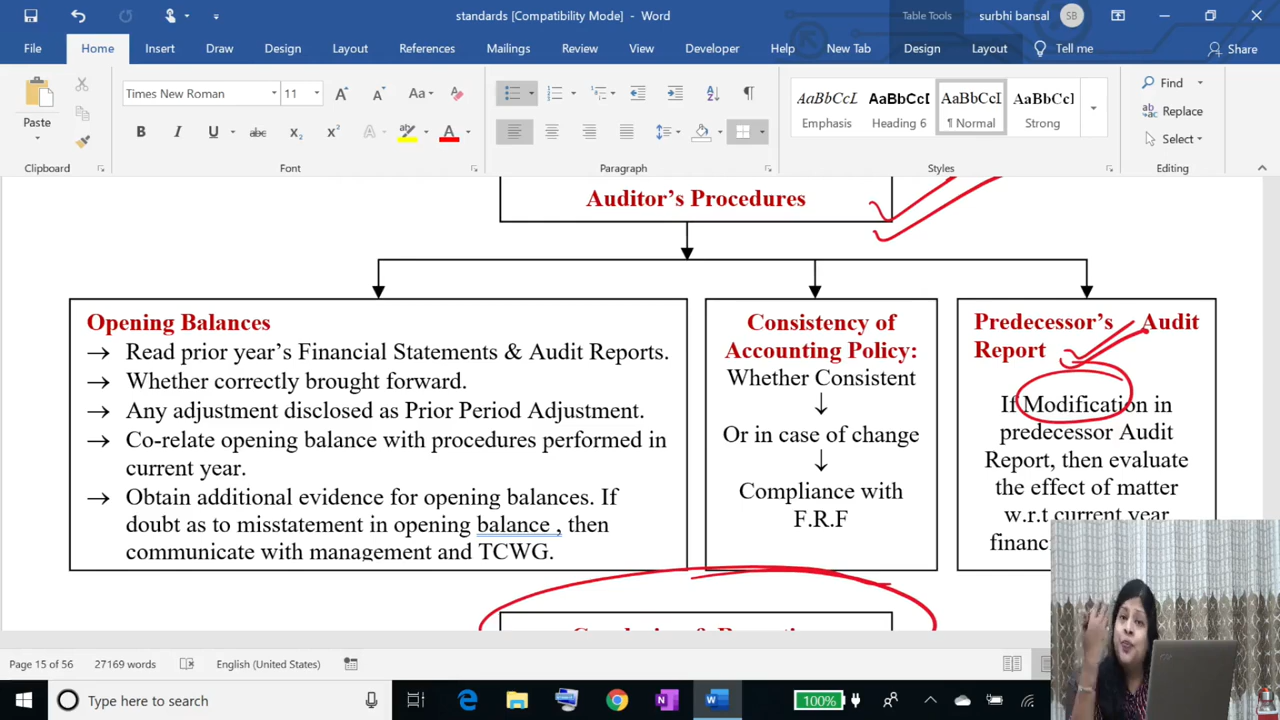 standards [Compatibility Mode] - Word
Table Tools
surbhi bansal
SB
File
Home
Insert
Draw
Design
Layout
References
Mailings
Review
View
Developer
Help
New Tab
Design
Layout
Tell me
Share
Paste
Times New Roman
11
Aa
AaBbCcI
Emphasis
AaBbCc
Heading 6
AaBbCcI
¶ Normal
AaBbCcI
Strong
Find
Replace
Select
Clipboard
Font
Paragraph
Styles
Editing
Auditor's Procedures
Opening Balances
→ Read prior year's Financial Statements & Audit Reports.
→ Whether correctly brought forward.
→ Any adjustment disclosed as Prior Period Adjustment.
→ Co-relate opening balance with procedures performed in
current year.
→ Obtain additional evidence for opening balances. If
doubt as to misstatement in opening balance , then
communicate with management and TCWG.
Consistency of
Accounting Policy:
Whether Consistent
↓
Or in case of change
↓
Compliance with
F.R.F
Predecessor's Audit
Report
If Modification in
predecessor Audit
Report, then evaluate
the effect of matter
w.r.t current year
Page 15 of 56
27169 words
English (United States)
Type here to search
100%